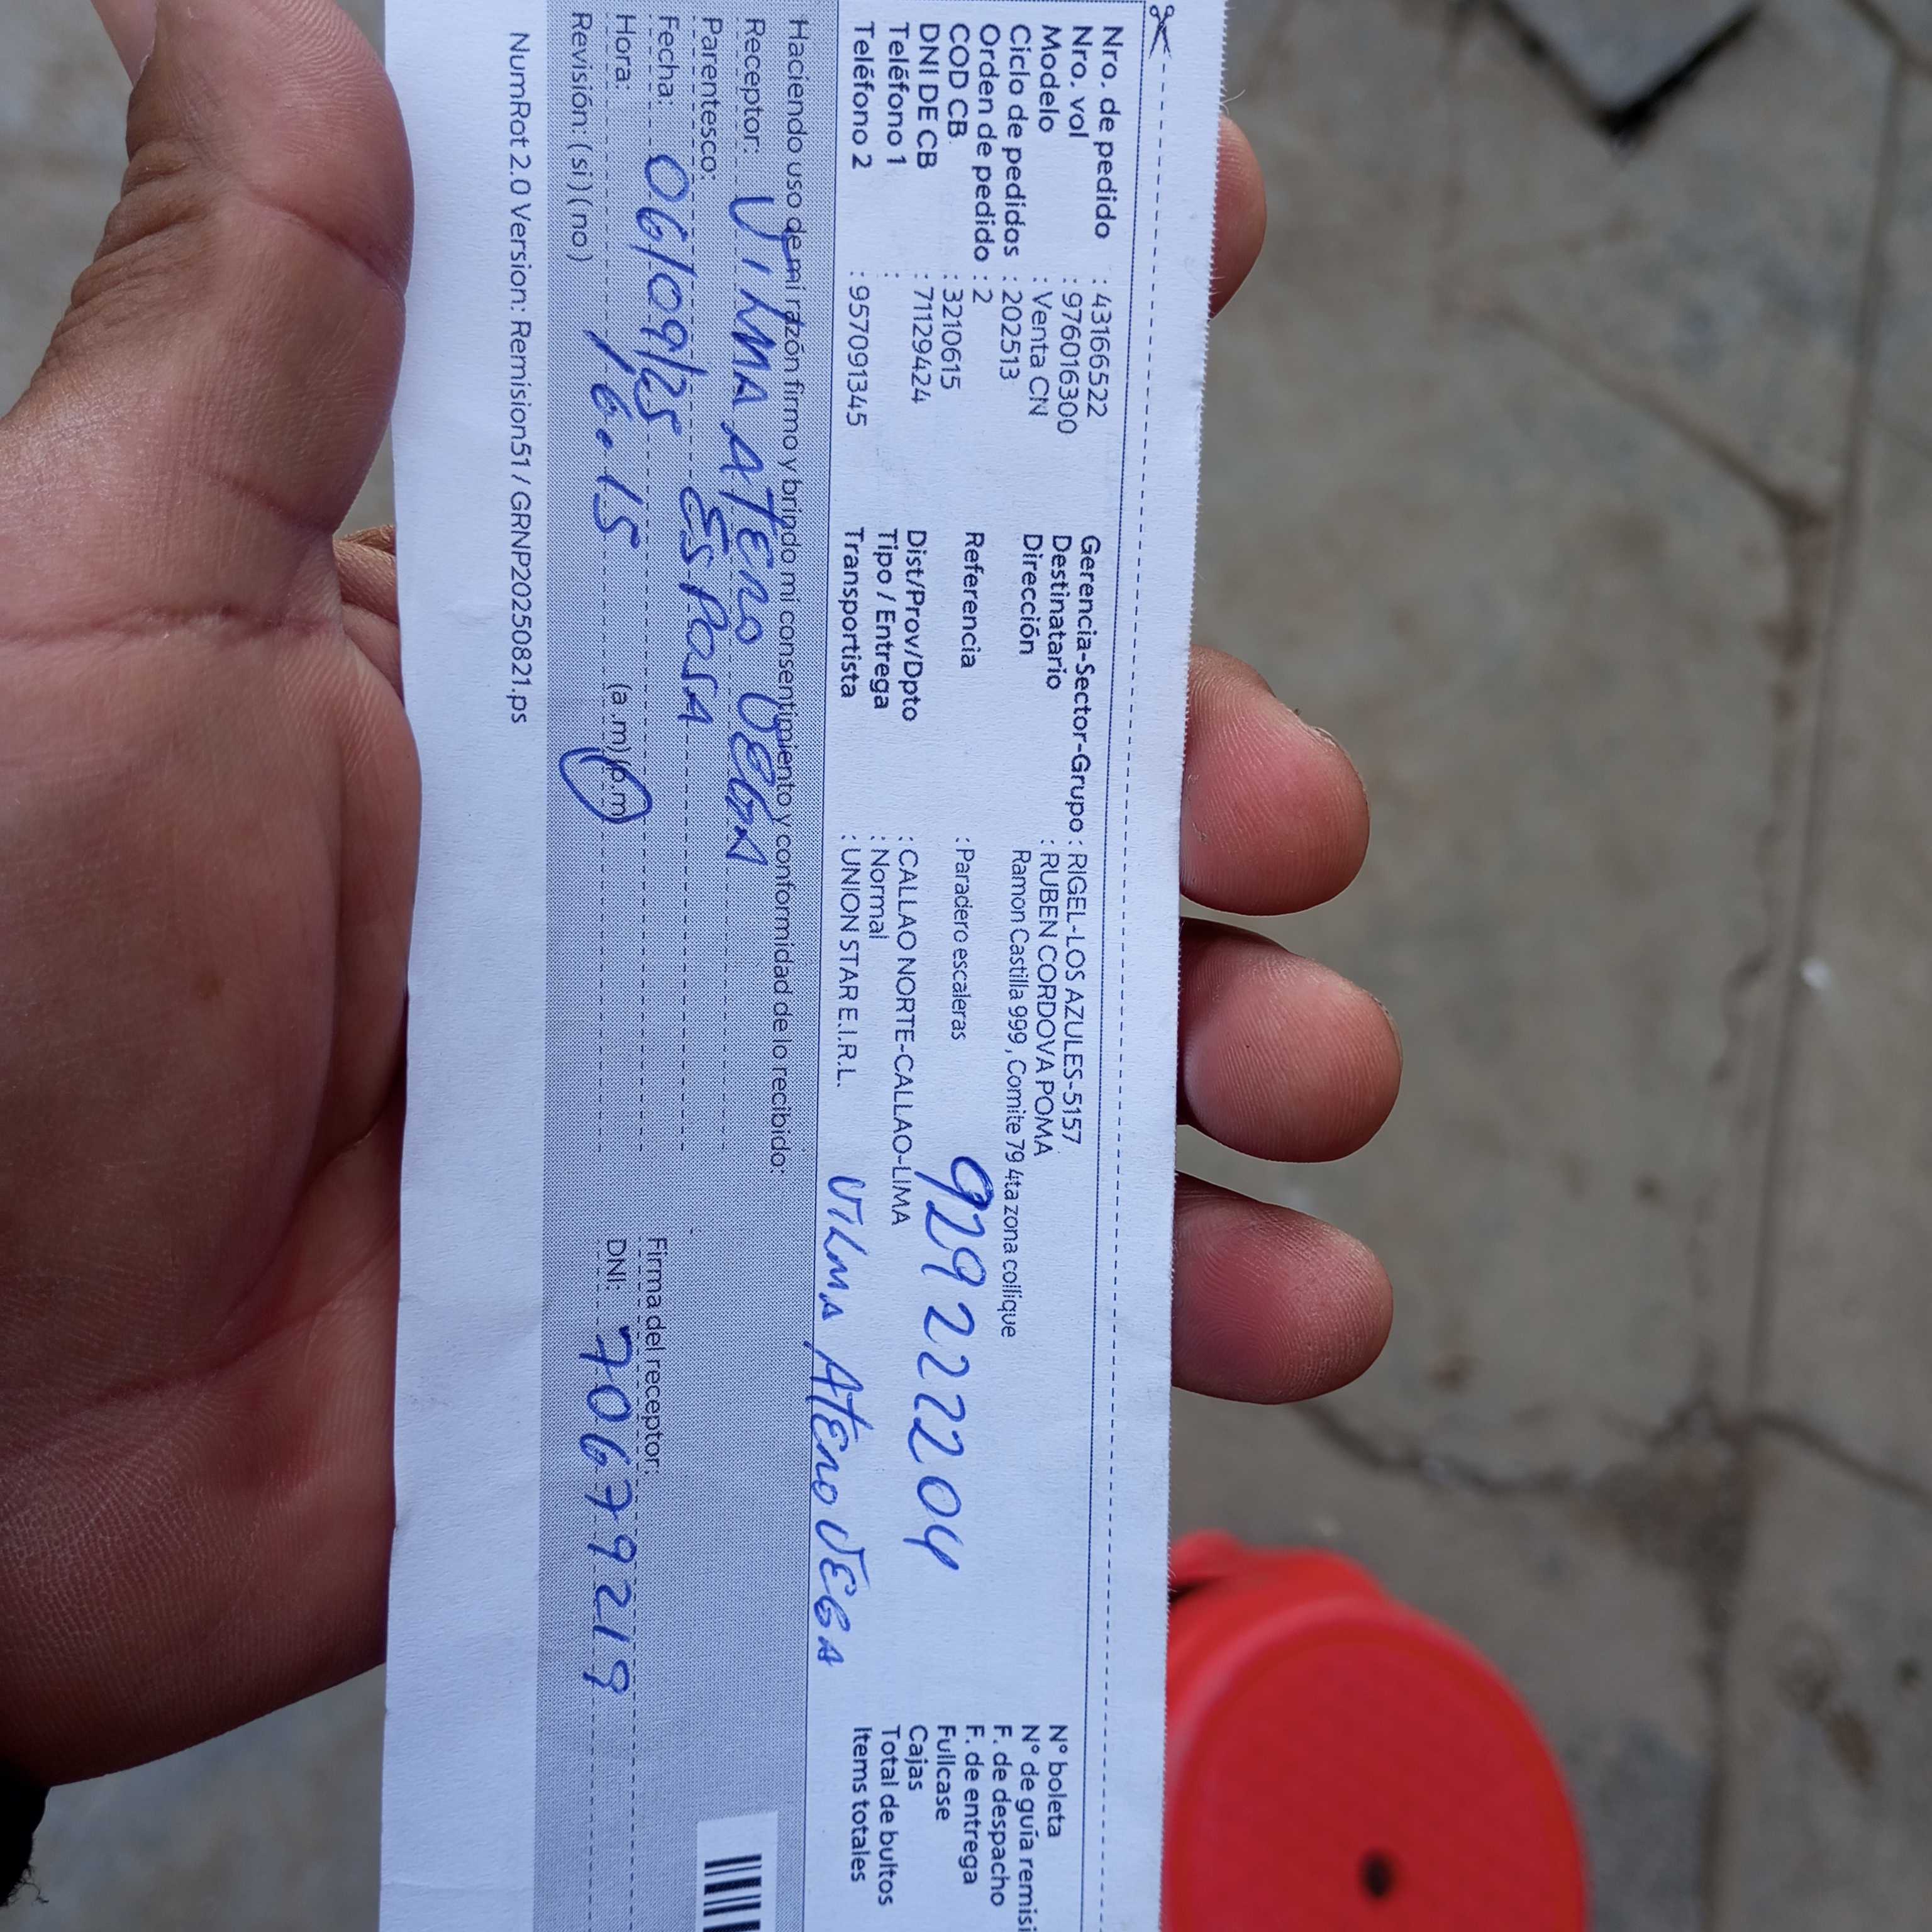 Nro. de pedido : 43166522
Nro. vol : 976016300
Modelo : Venta CN
Ciclo de pedidos : 202513
Orden de pedido : 2
COD CB : 3210615
DNI DE CB : 71129424
Teléfono 1 :
Teléfono 2 : 957091345
Gerencia-Sector-Grupo : RIGEL-LOS AZULES-5157
Destinatario : RUBEN CORDOVA POMA
Dirección Ramon Castilla 999, Comite 79 4ta zona collique
Referencia : Paradero escaleras
929222204
Dist/Prov/Dpto : CALLAO NORTE-CALLAO-LIMA
Tipo / Entrega : Normal
Transportista : UNION STAR E.I.R.L.
VILMA ATENO VEGA
N° boleta
N° de guía remisi
F. de despacho
F. de entrega
Fullcase
Cajas
Total de bultos
Items totales
Haciendo uso de mi razón firmo y brindo mi consentimiento y conformidad de lo recibido:
Receptor: VILMA ATENO VEGA
Parentesco: ESPOSA
Fecha: 06/09/25
Hora: 16.15 (a.m)(p.m)
Revisión: ( si ) ( no )
Firma del receptor:
DNI: 70679219
NumRot 2.0 Version: Remision51 / GRNP20250821.ps